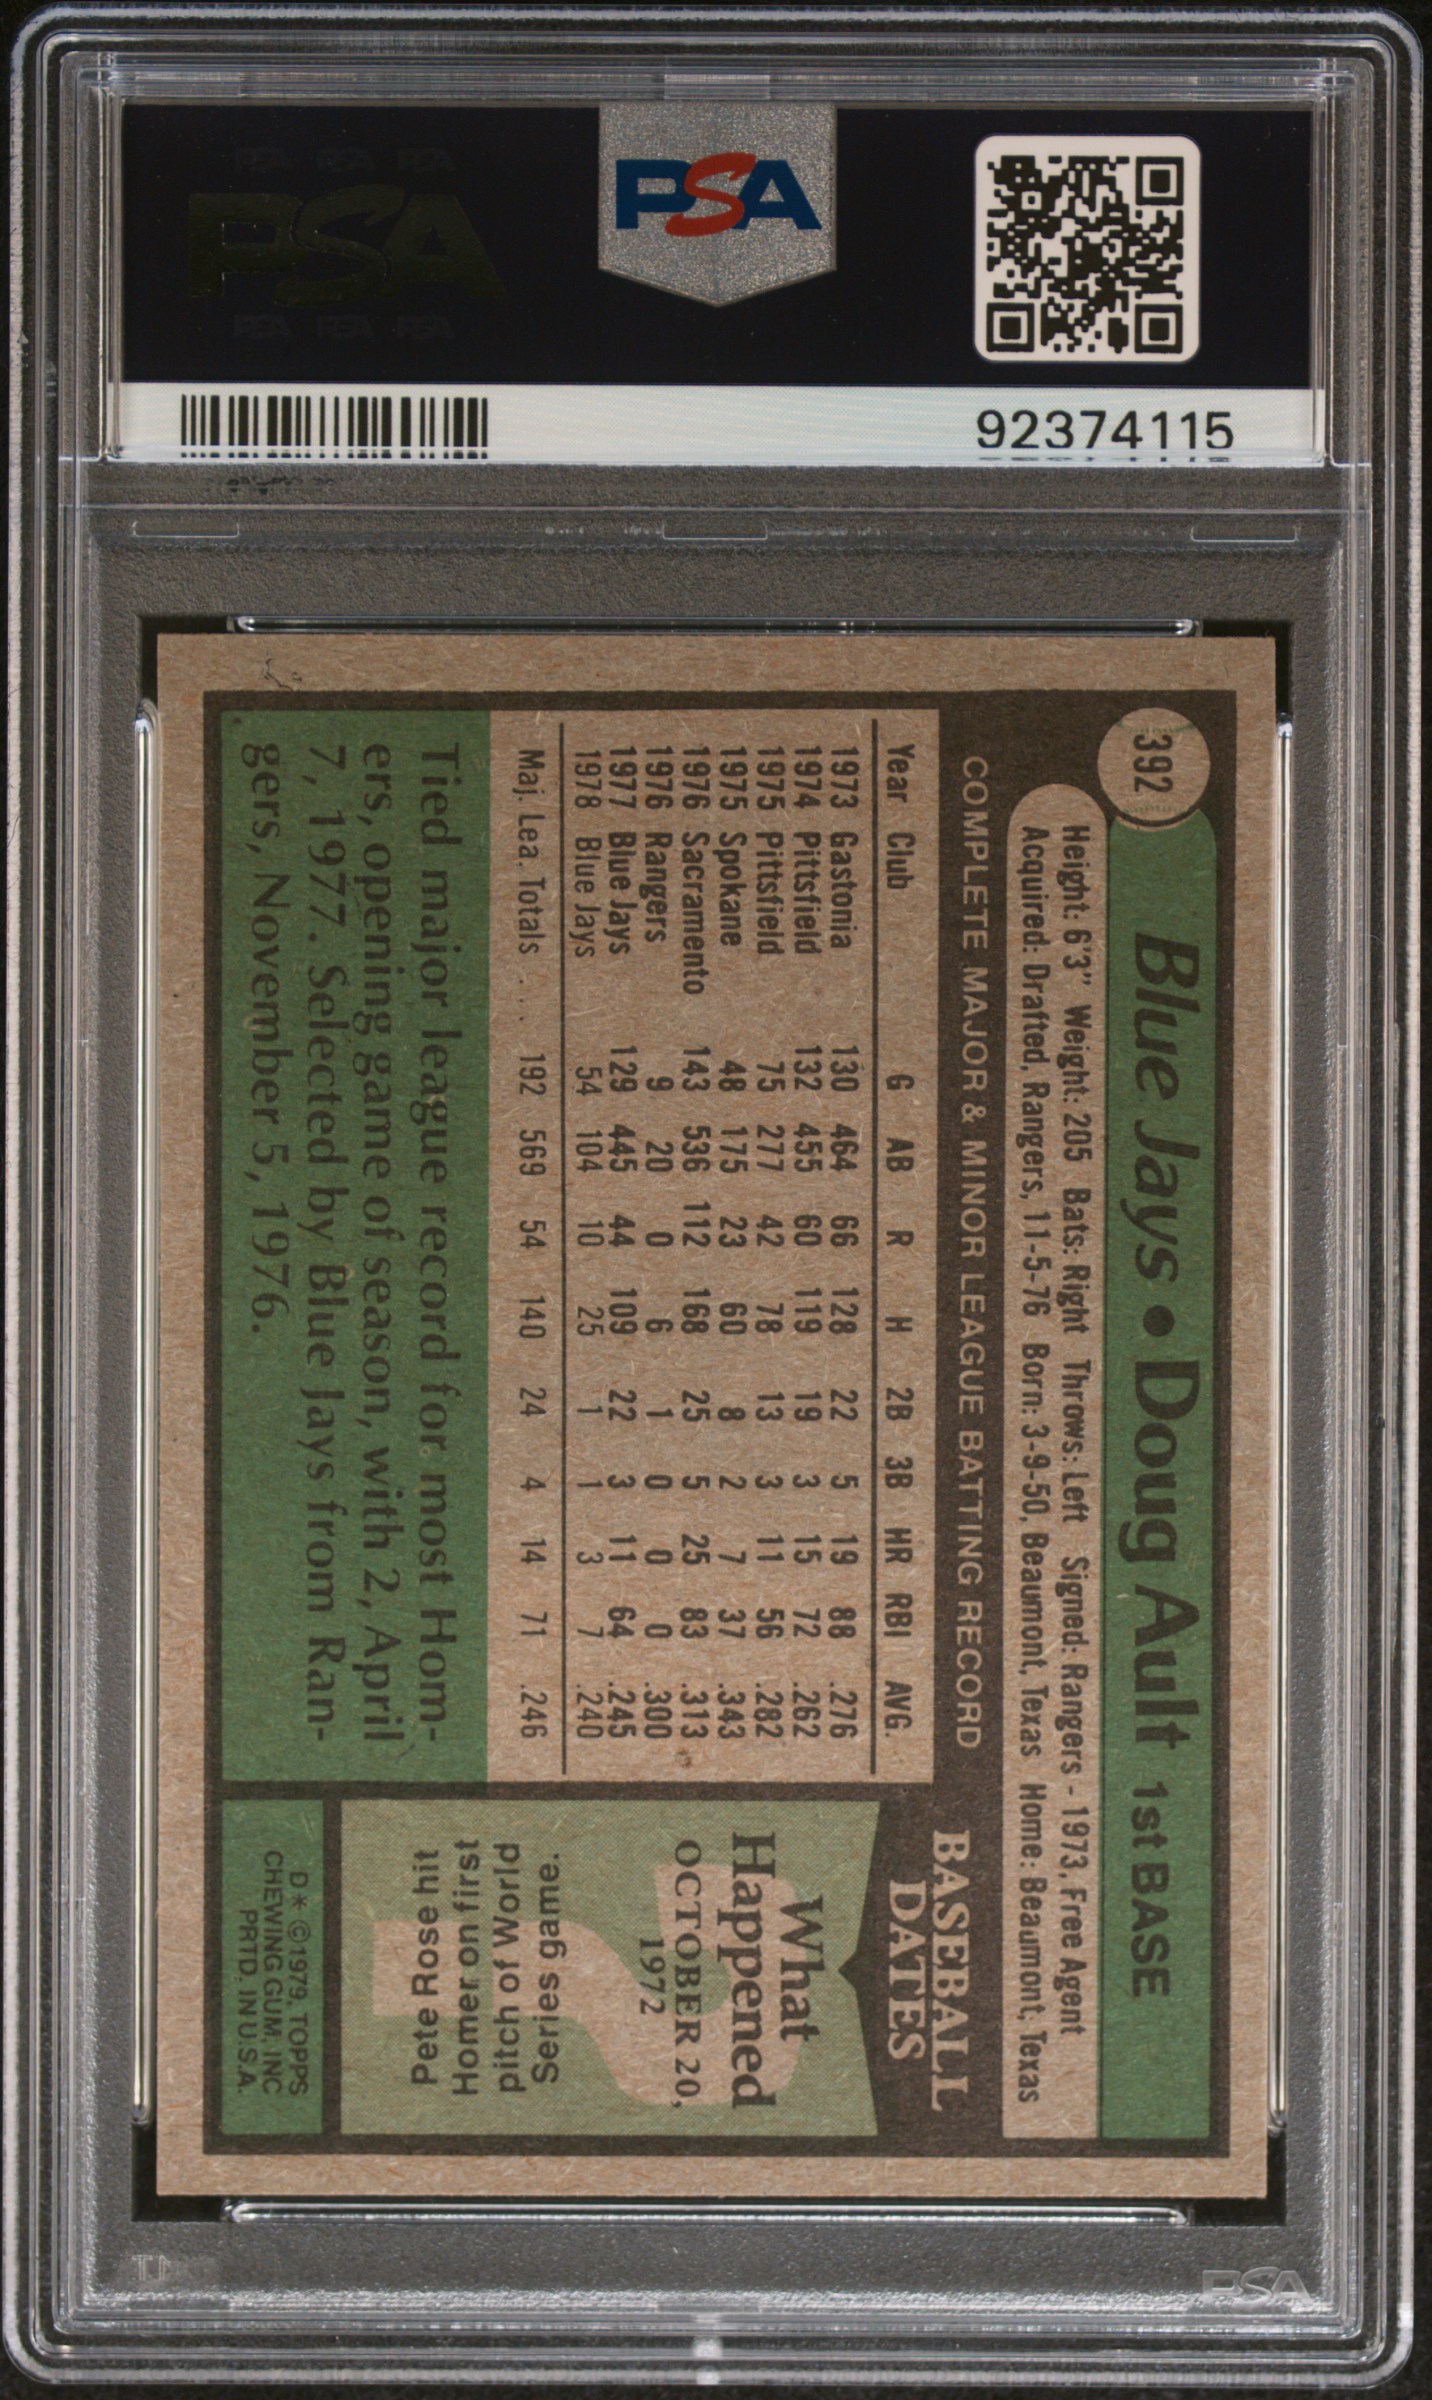 PSA
PSA PSA PSA
PSA
PSA PSA PSA
92374115
392
Blue Jays • Doug Ault 1st BASE
Height: 6'3" Weight: 205 Bats: Right Throws: Left Signed: Rangers - 1973, Free Agent
Acquired: Drafted, Rangers, 11-5-76 Born: 3-9-50, Beaumont, Texas Home: Beaumont, Texas
COMPLETE MAJOR & MINOR LEAGUE BATTING RECORD
Year Club G AB R H 2B 3B HR RBI AVG.
1973 Gastonia 130 464 66 128 22 5 19 88 .276
1974 Pittsfield 132 455 60 119 19 3 15 72 .262
1975 Pittsfield 75 277 42 78 13 3 11 56 .282
1975 Spokane 48 175 23 60 8 2 7 37 .343
1976 Sacramento 143 536 112 168 25 5 25 83 .313
1976 Rangers 9 20 0 6 1 0 0 0 .300
1977 Blue Jays 129 445 44 109 22 3 11 64 .245
1978 Blue Jays 54 104 10 25 1 1 3 7 .240
Maj. Lea. Totals . . . 192 569 54 140 24 4 14 71 .246
Tied major league record for most Hom-
ers, opening game of season, with 2, April
7, 1977. Selected by Blue Jays from Ran-
gers, November 5, 1976.
BASEBALL
DATES
What
Happened
OCTOBER 20,
1972
Pete Rose hit
Homer on first
pitch of World
Series game.
D* ©1979, TOPPS
CHEWING GUM, INC
PRTD. IN U.S.A.
PSA